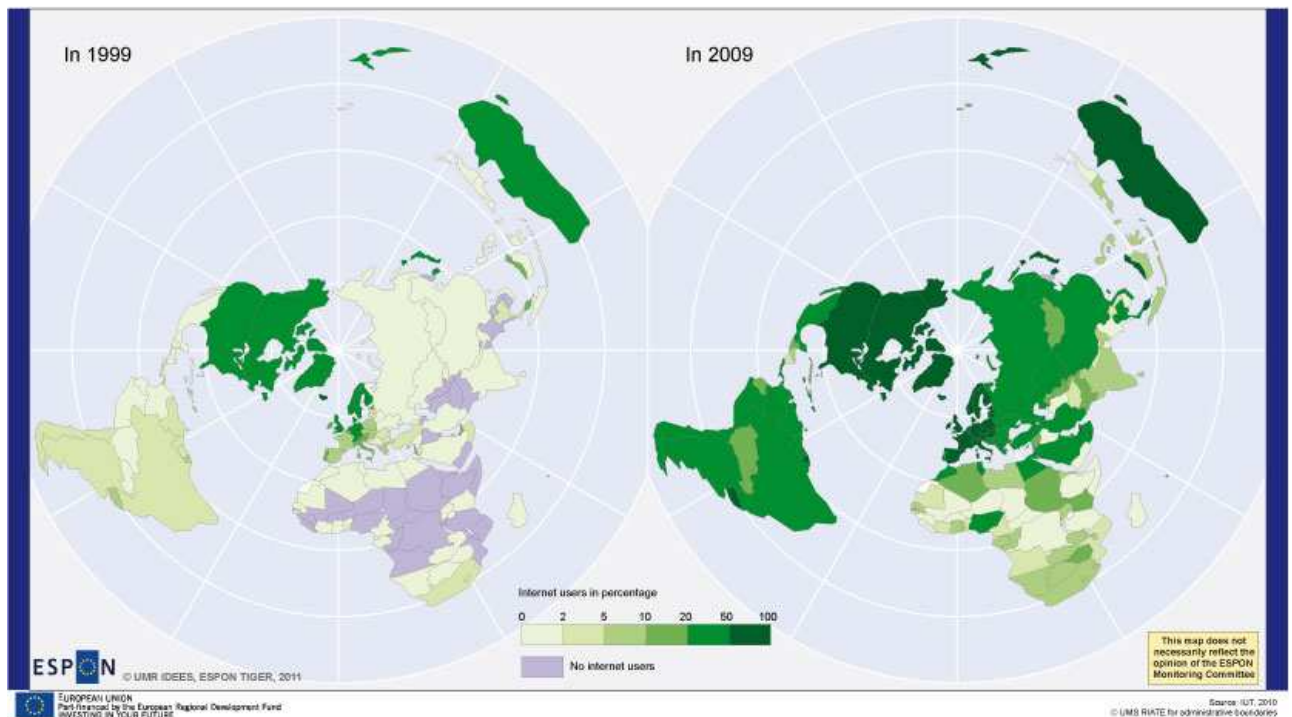 In 1999
In 2009
Internet users in percentage
0 2 5 10 20 50 100
No internet users
This map does not
necessarily reflect the
opinion of the ESPON
Monitoring Committee
ESPON
© UMR IDEES, ESPON TIGER, 2011
EUROPEAN UNION
Part-financed by the European Regional Development Fund
INVESTING IN YOUR FUTURE
Source: IUT, 2010
© UMS RIATE for administrative boundaries